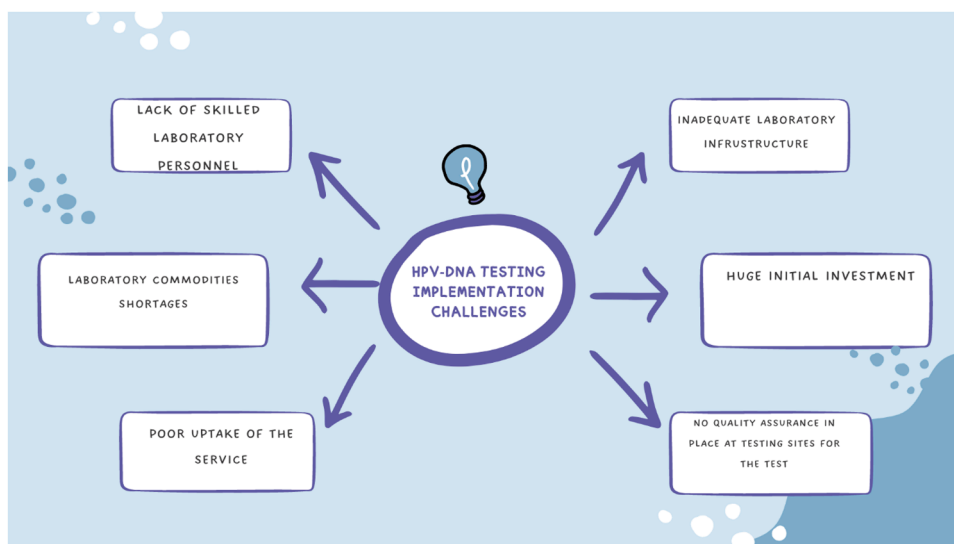 LACK OF SKILLED
LABORATORY
PERSONNEL
INADEQUATE LABORATORY
INFRUSTRUCTURE
HPV-DNA TESTING
IMPLEMENTATION
CHALLENGES
LABORATORY COMMODITIES
SHORTAGES
HUGE INITIAL INVESTMENT
POOR UPTAKE OF THE
SERVICE
NO QUALITY ASSURANCE IN
PLACE AT TESTING SITES FOR
THE TEST